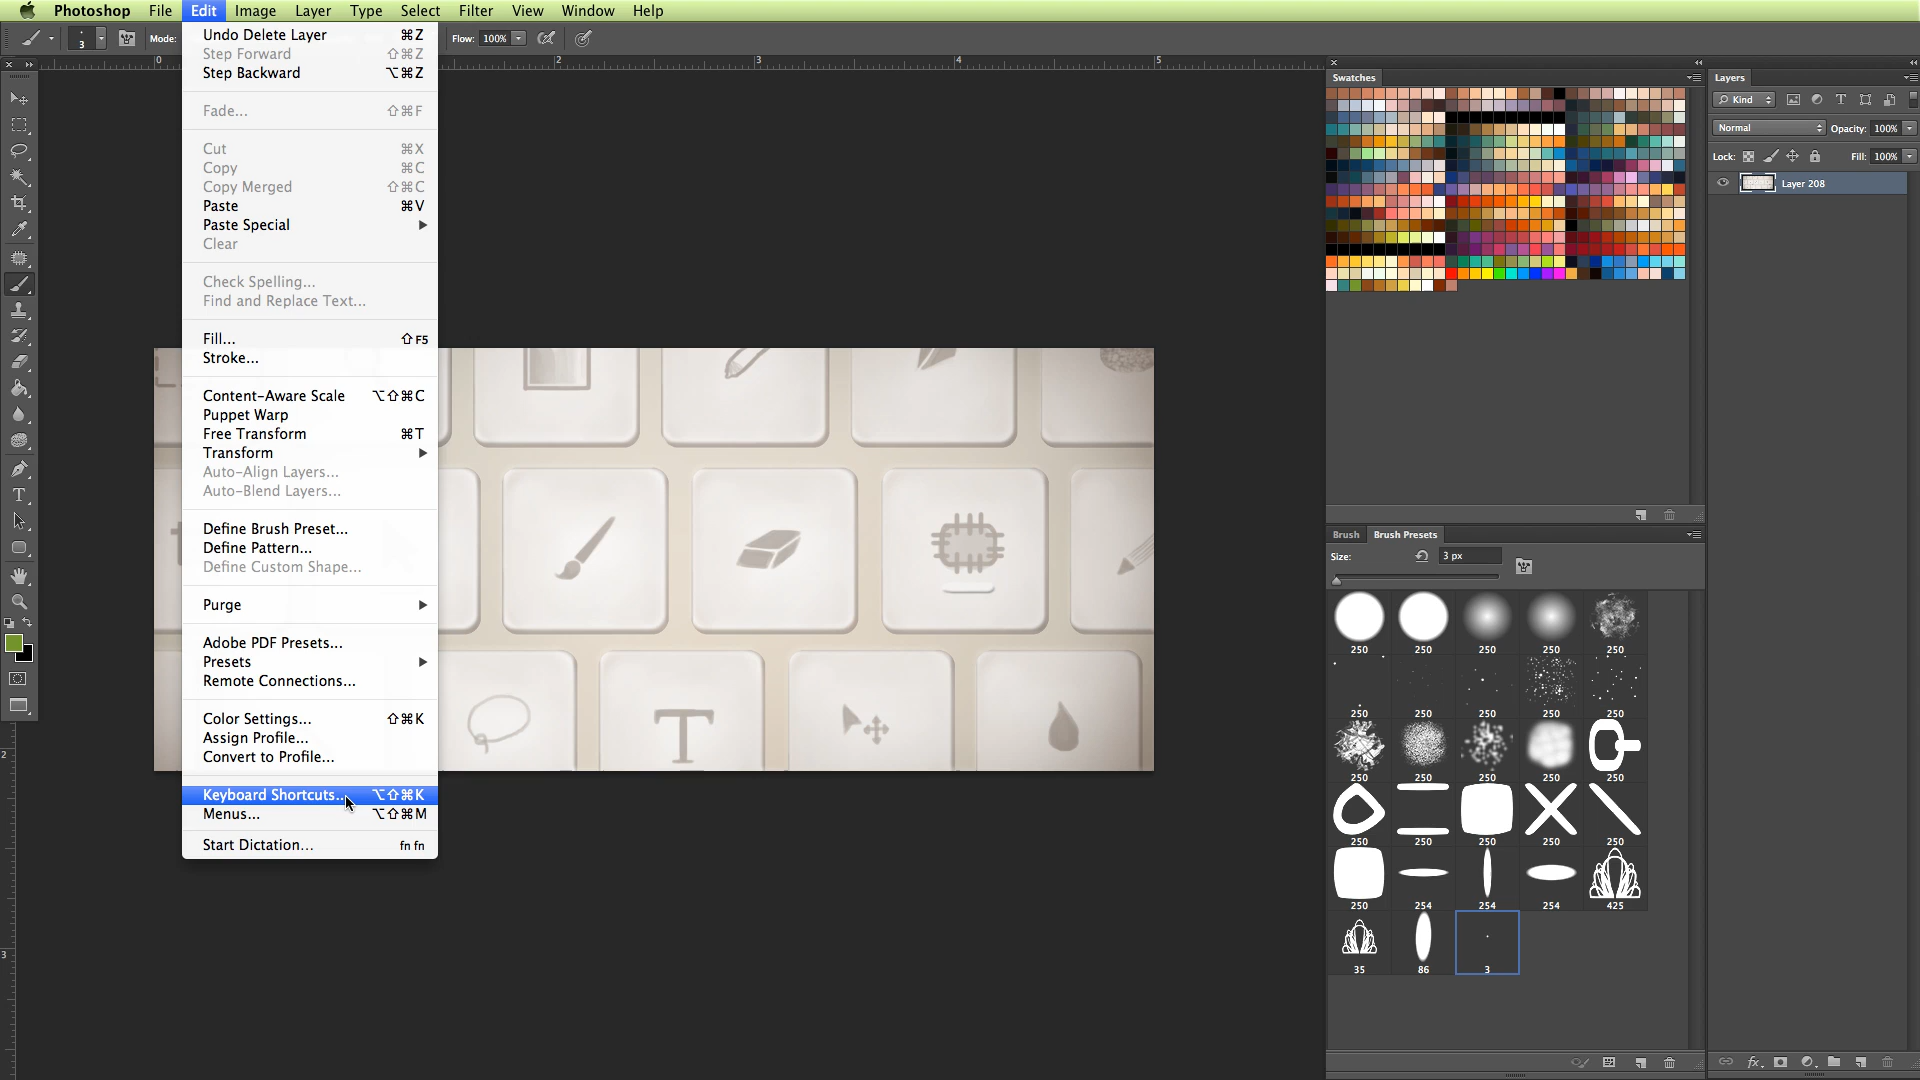 Photoshop File Edit Image Layer Type Select Filter View Window Help
3 Mode: Flow: 100%
0 2 3 4 5
Undo Delete Layer ⌘Z
Step Forward ⇧⌘Z
Step Backward ⌥⌘Z
Fade... ⇧⌘F
Cut ⌘X
Copy ⌘C
Copy Merged ⇧⌘C
Paste ⌘V
Paste Special
Clear
Check Spelling...
Find and Replace Text...
Fill... ⇧F5
Stroke...
Content-Aware Scale ⌥⇧⌘C
Puppet Warp
Free Transform ⌘T
Transform
Auto-Align Layers...
Auto-Blend Layers...
Define Brush Preset...
Define Pattern...
Define Custom Shape...
Purge
Adobe PDF Presets...
Presets
Remote Connections...
Color Settings... ⇧⌘K
Assign Profile...
Convert to Profile...
Keyboard Shortcuts... ⌥⇧⌘K
Menus... ⌥⇧⌘M
Start Dictation... fn fn
2
3
T
T
Swatches
Brush Brush Presets
Size: 3 px
250 250 250 250 250
250 250 250 250 250
250 250 250 250 250
250 250 250 250 250
250 254 254 254 425
35 86 3
Layers
Kind T
Normal Opacity: 100%
Lock: Fill: 100%
Layer 208
fx